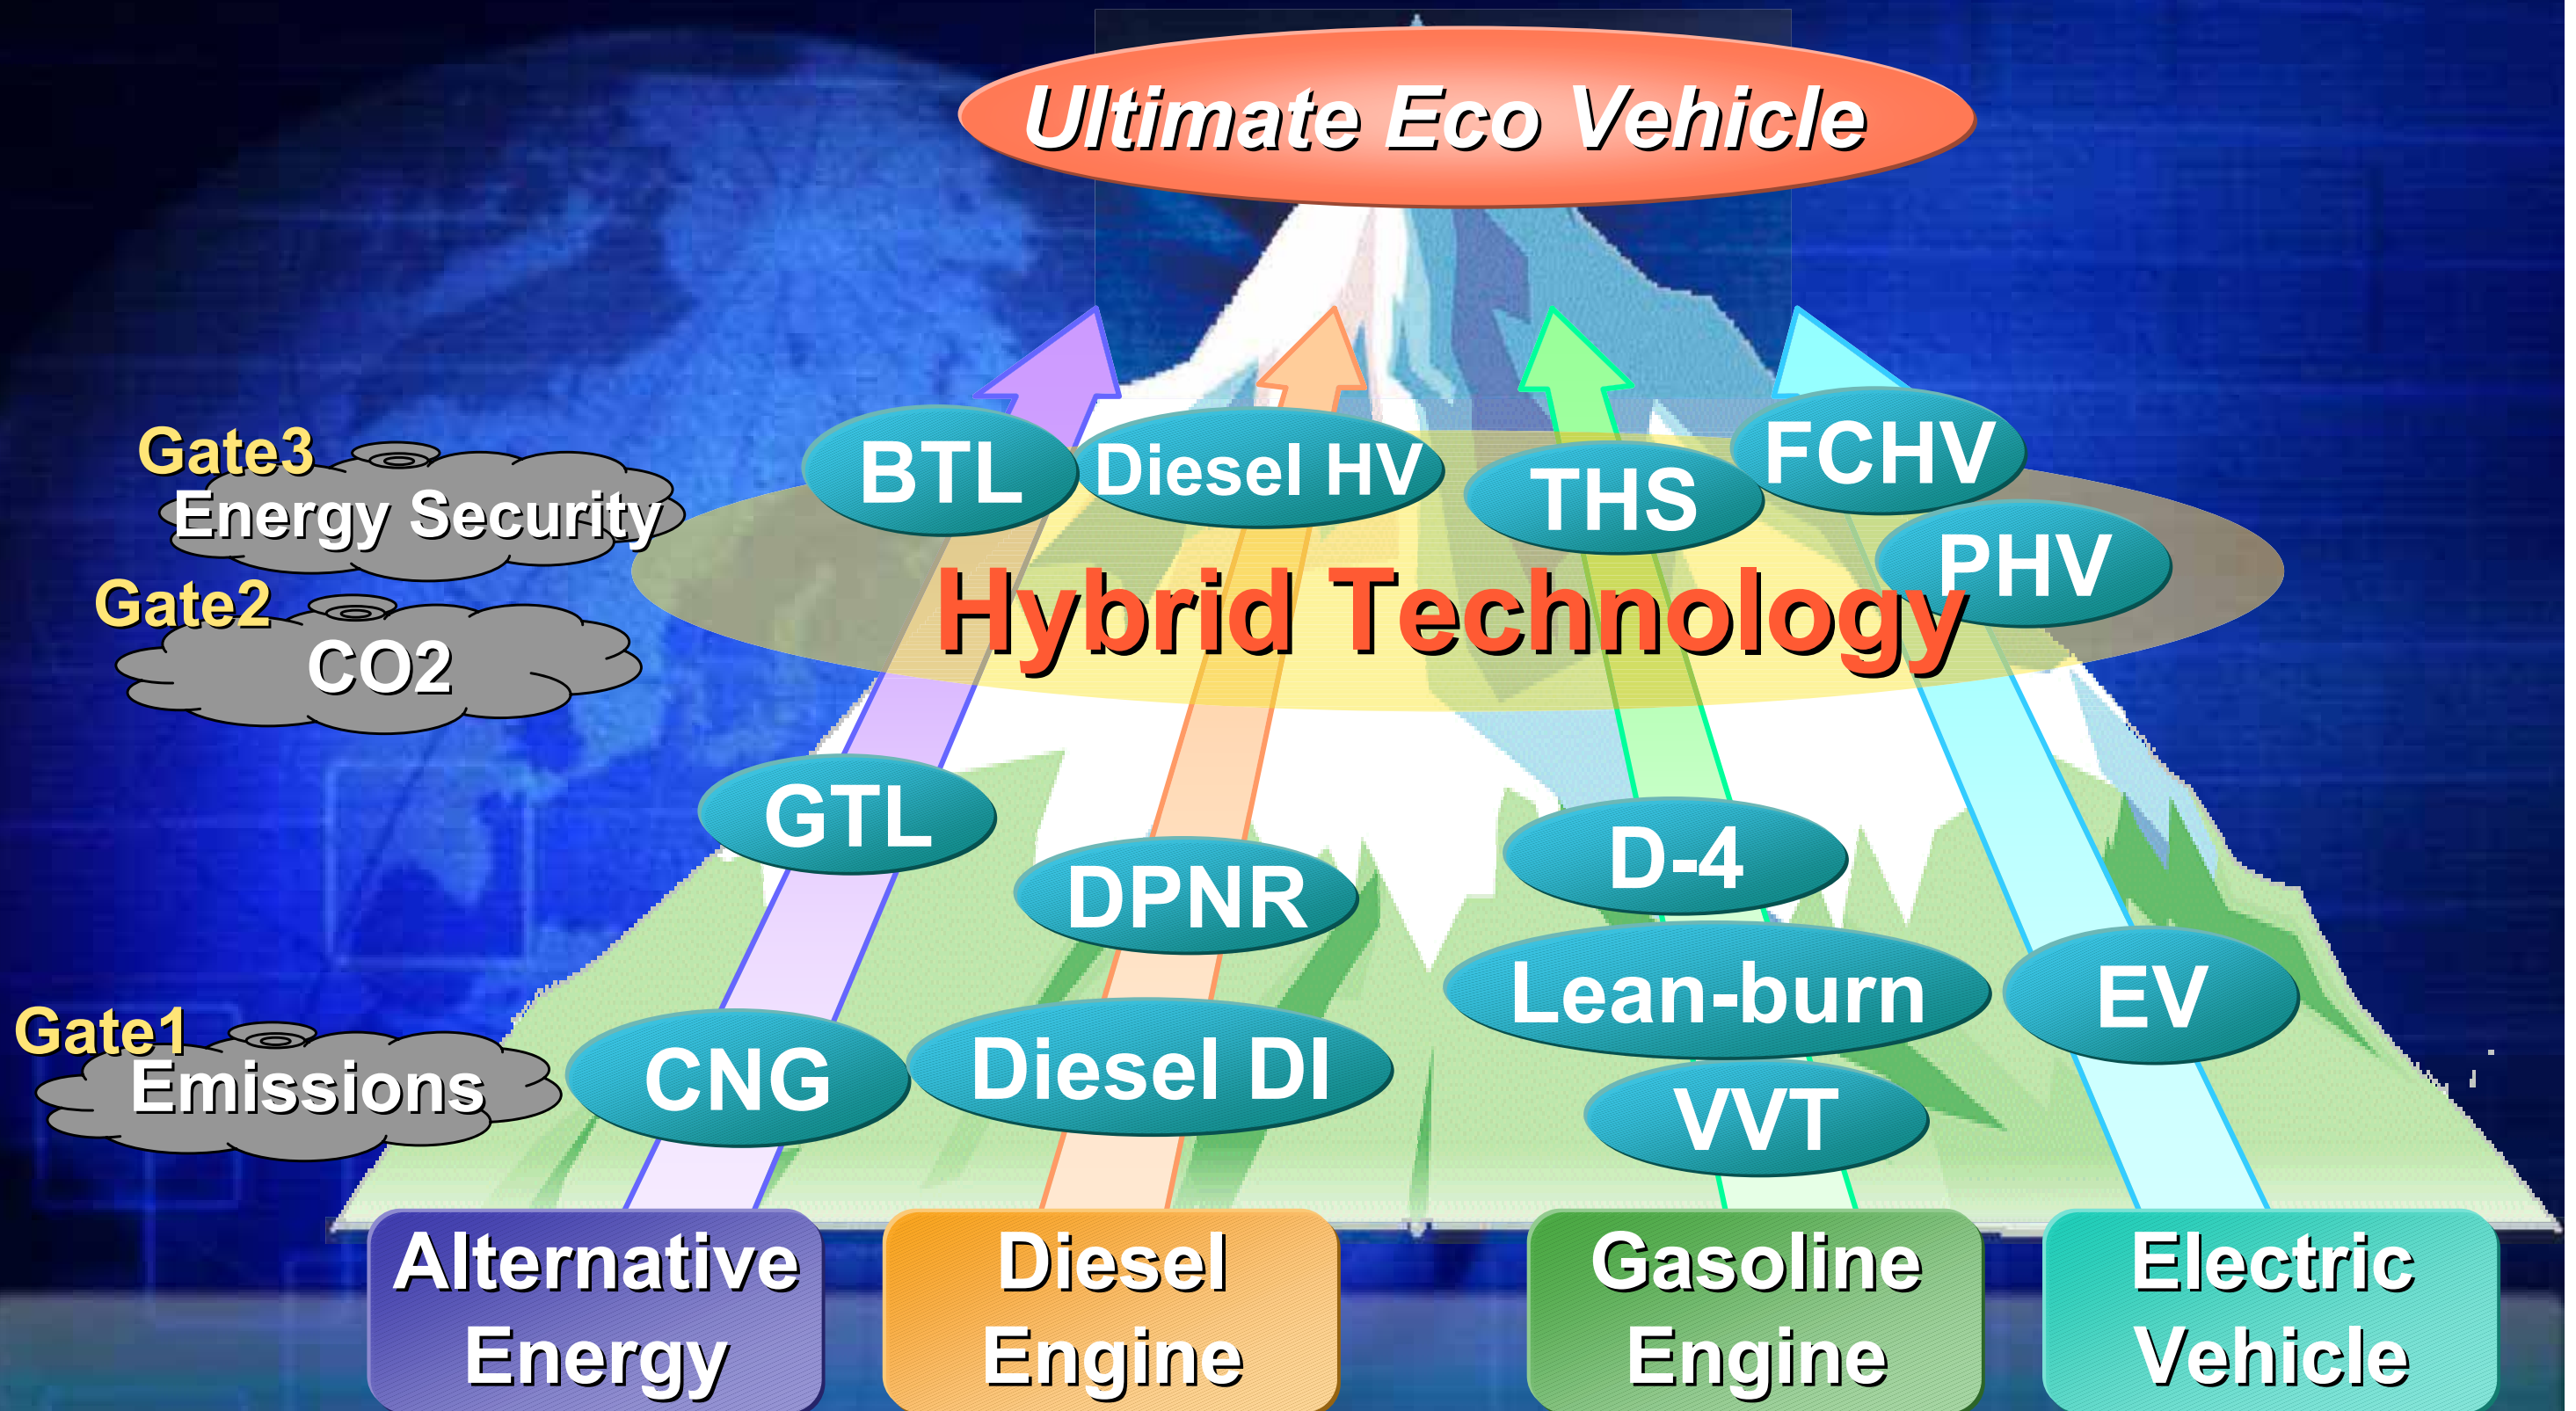 Ultimate Eco Vehicle
Gate3
Energy Security
BTL
Diesel HV
THS
FCHV
PHV
Gate2
CO2
Hybrid Technology
GTL
DPNR
D-4
Lean-burn
EV
Gate1
Emissions
CNG
Diesel DI
VVT
Alternative
Energy
Diesel
Engine
Gasoline
Engine
Electric
Vehicle